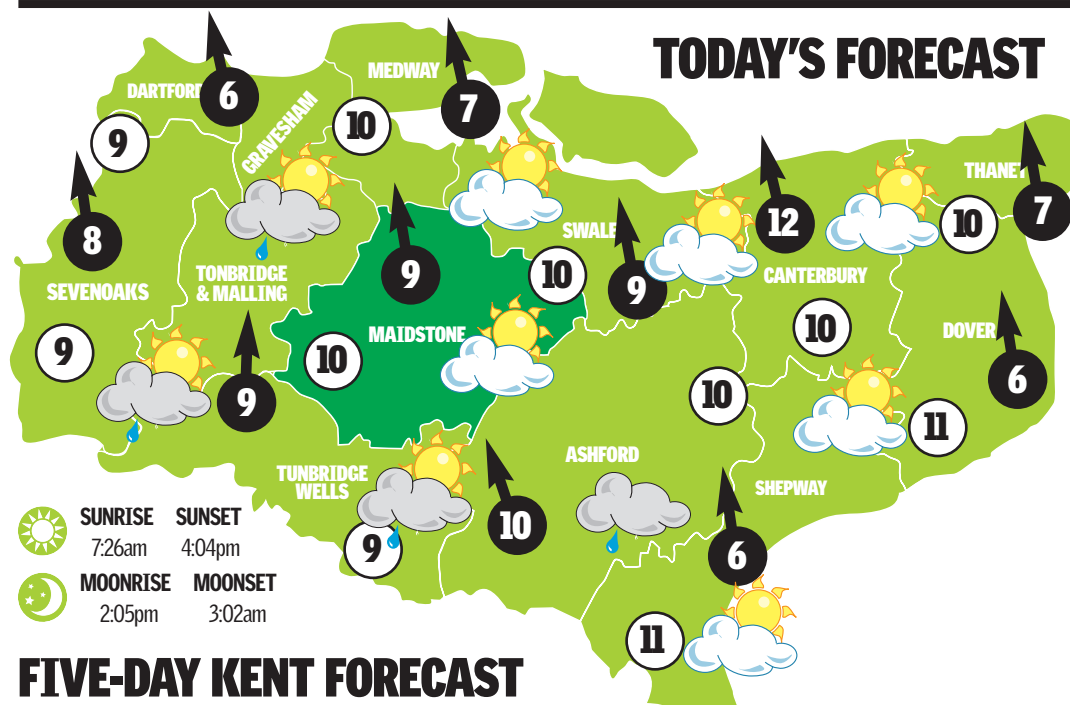 TODAY'S FORECAST
MEDWAY
DARTFORD
6
7
GRAVESHAM
10
9
THANET
7
12
10
SWALE
8
9
10
9
CANTERBURY
TONBRIDGE
& MALLING
SEVENOAKS
10
DOVER
MAIDSTONE
9
10
6
9
10
11
ASHFORD
TUNBRIDGE
WELLS
SHEPWAY
10
9
6
SUNRISE SUNSET
7:26am 4:04pm
MOONRISE MOONSET
2:05pm 3:02am
11
FIVE-DAY KENT FORECAST